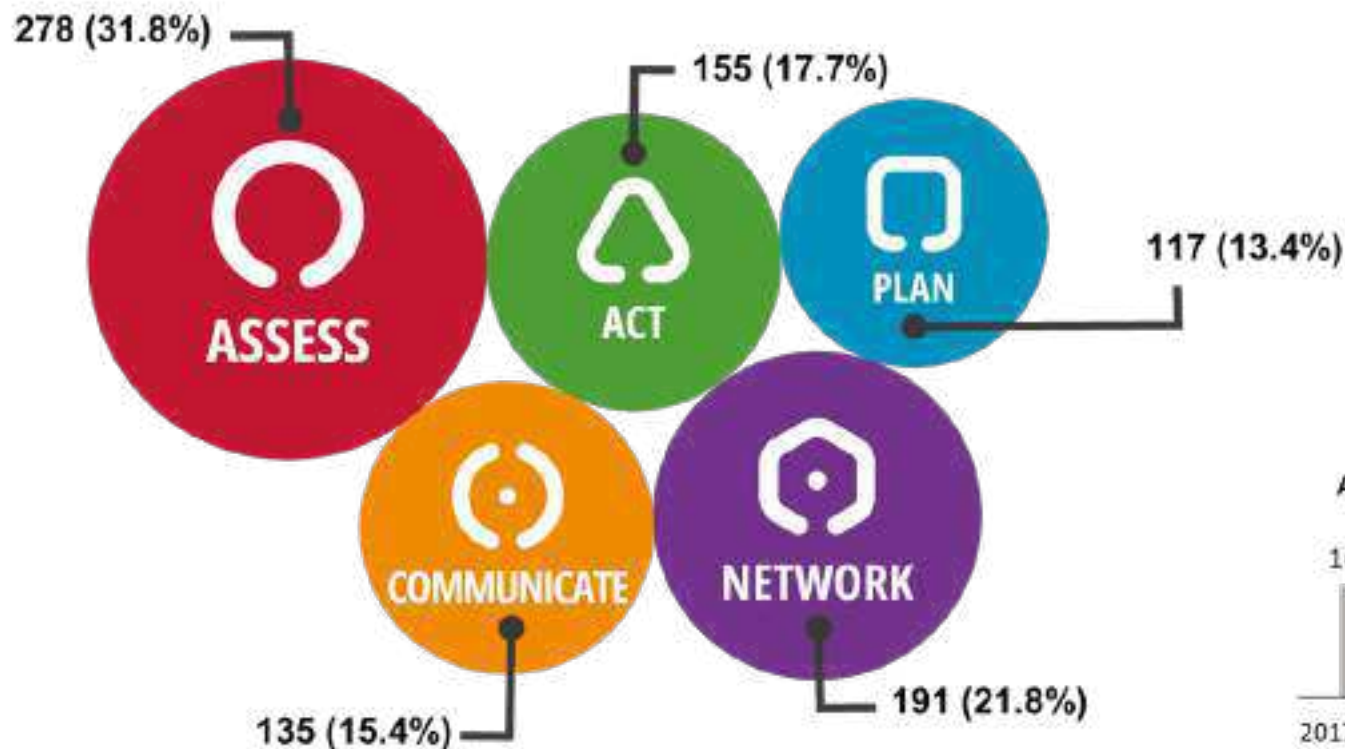 278 (31.8%)
155 (17.7%)
117 (13.4%)
ASSESS
ACT
PLAN
COMMUNICATE
NETWORK
135 (15.4%)
191 (21.8%)